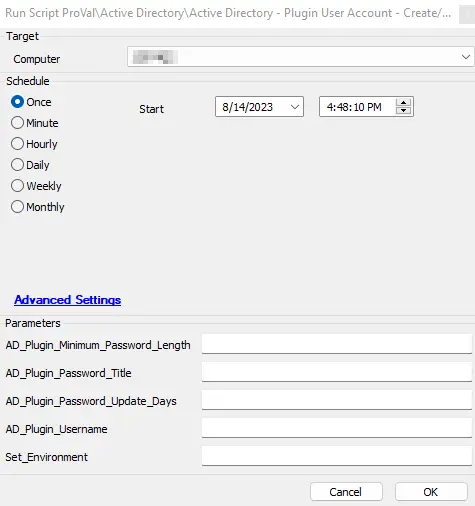 Run Script ProVal\Active Directory\Active Directory - Plugin User Account - Create/...
Target
Computer
Schedule
Once
Start
8/14/2023
4:48:10 PM
Minute
Hourly
Daily
Weekly
Monthly
Advanced Settings
Parameters
AD_Plugin_Minimum_Password_Length
AD_Plugin_Password_Title
AD_Plugin_Password_Update_Days
AD_Plugin_Username
Set_Environment
Cancel
OK